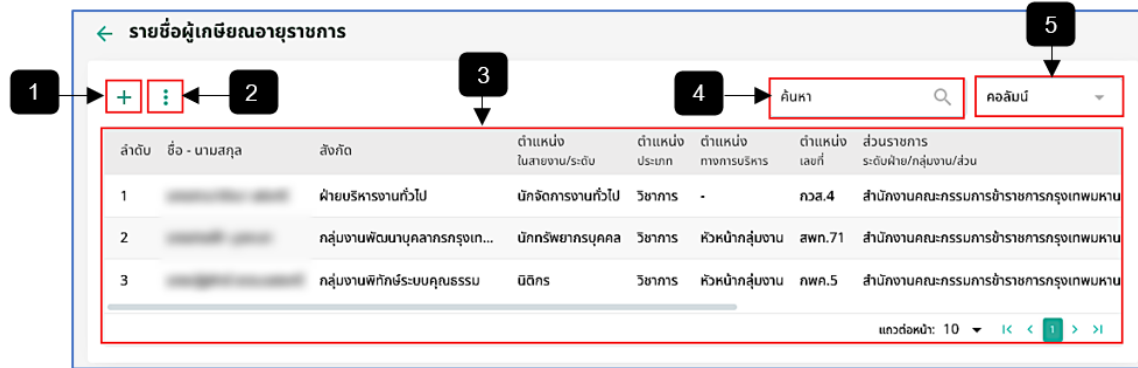 รายชื่อผู้เกษียณอายุราชการ
5
1
2
3
4
ค้นหา
คอลัมน์
ลำดับ ชื่อ - นามสกุล สังกัด ตำแหน่ง ตำแหน่ง ตำแหน่ง ตำแหน่ง ส่วนราชการ
ในสายงาน/ระดับ ประเภท ทางการบริหาร เลขที่ ระดับฝ่าย/กลุ่มงาน/ส่วน
1 ฝ่ายบริหารงานทั่วไป นักจัดการงานทั่วไป วิชาการ - กวส.4 สำนักงานคณะกรรมการข้าราชการกรุงเทพมหาน
2 กลุ่มงานพัฒนาบุคลากรกรุงเท... นักทรัพยากรบุคคล วิชาการ หัวหน้ากลุ่มงาน สพท.71 สำนักงานคณะกรรมการข้าราชการกรุงเทพมหาน
3 กลุ่มงานพิทักษ์ระบบคุณธรรม นิติกร วิชาการ หัวหน้ากลุ่มงาน กพค.5 สำนักงานคณะกรรมการข้าราชการกรุงเทพมหาน
แถวต่อหน้า: 10 1